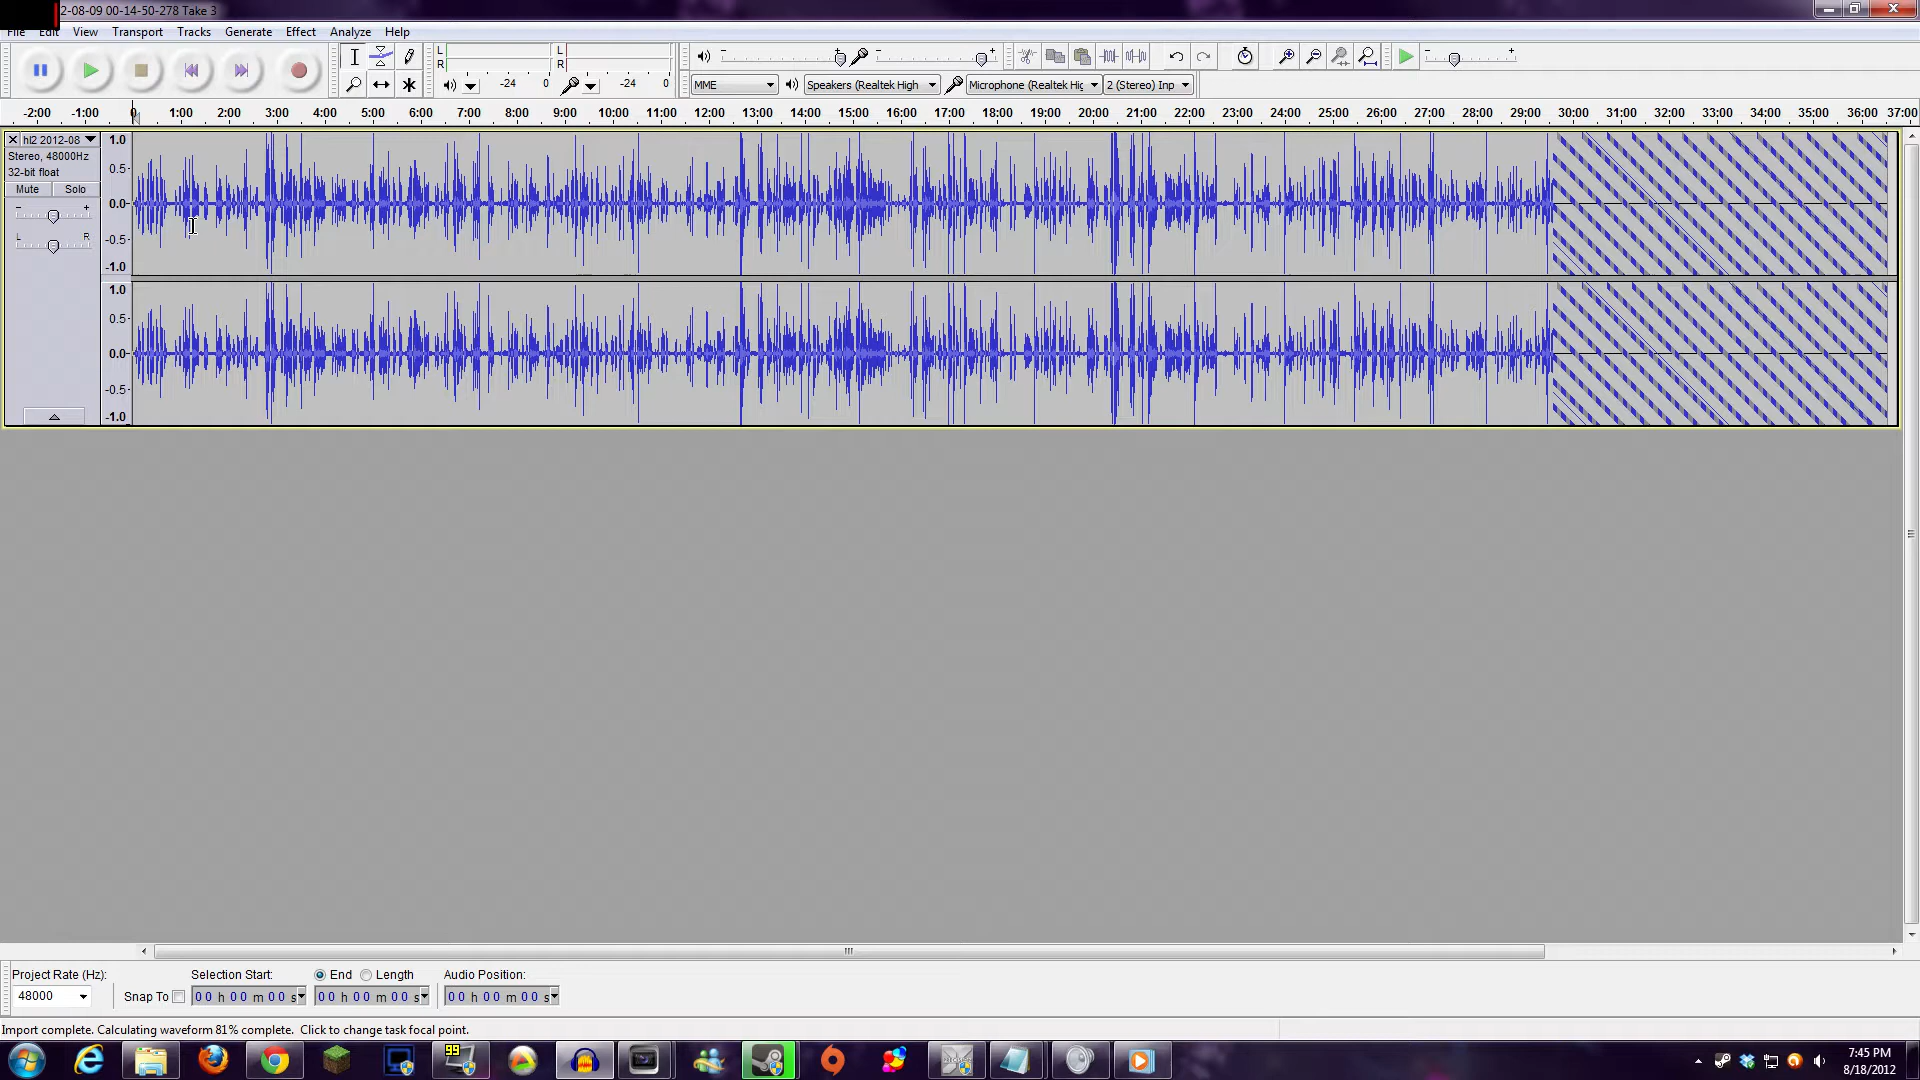 2-08-09 00-14-50-278 Take 3
File Edit View Transport Tracks Generate Effect Analyze Help
L
R
-24 0
L
R
-24 0
MME
Speakers (Realtek High
Microphone (Realtek Hig
2 (Stereo) Inp
-2:00 -1:00 0 1:00 2:00 3:00 4:00 5:00 6:00 7:00 8:00 9:00 10:00 11:00 12:00 13:00 14:00 15:00 16:00 17:00 18:00 19:00 20:00 21:00 22:00 23:00 24:00 25:00 26:00 27:00 28:00 29:00 30:00 31:00 32:00 33:00 34:00 35:00 36:00 37:00
hl2 2012-08
Stereo, 48000Hz
32-bit float
Mute Solo
- +
L R
1.0
0.5-
0.0-
-0.5-
-1.0
1.0
0.5-
0.0-
-0.5-
-1.0
Project Rate (Hz):
48000
Snap To
Selection Start:
00 h 00 m 00 s
End Length
00 h 00 m 00 s
Audio Position:
00 h 00 m 00 s
Import complete. Calculating waveform 81% complete. Click to change task focal point.
99
7:45 PM
8/18/2012